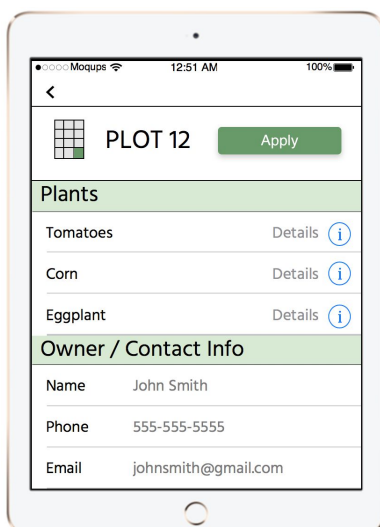 Moqups 12:51 AM 100%
PLOT 12 Apply
Plants
Tomatoes Details i
Corn Details i
Eggplant Details i
Owner / Contact Info
Name John Smith
Phone 555-555-5555
Email johnsmith@gmail.com